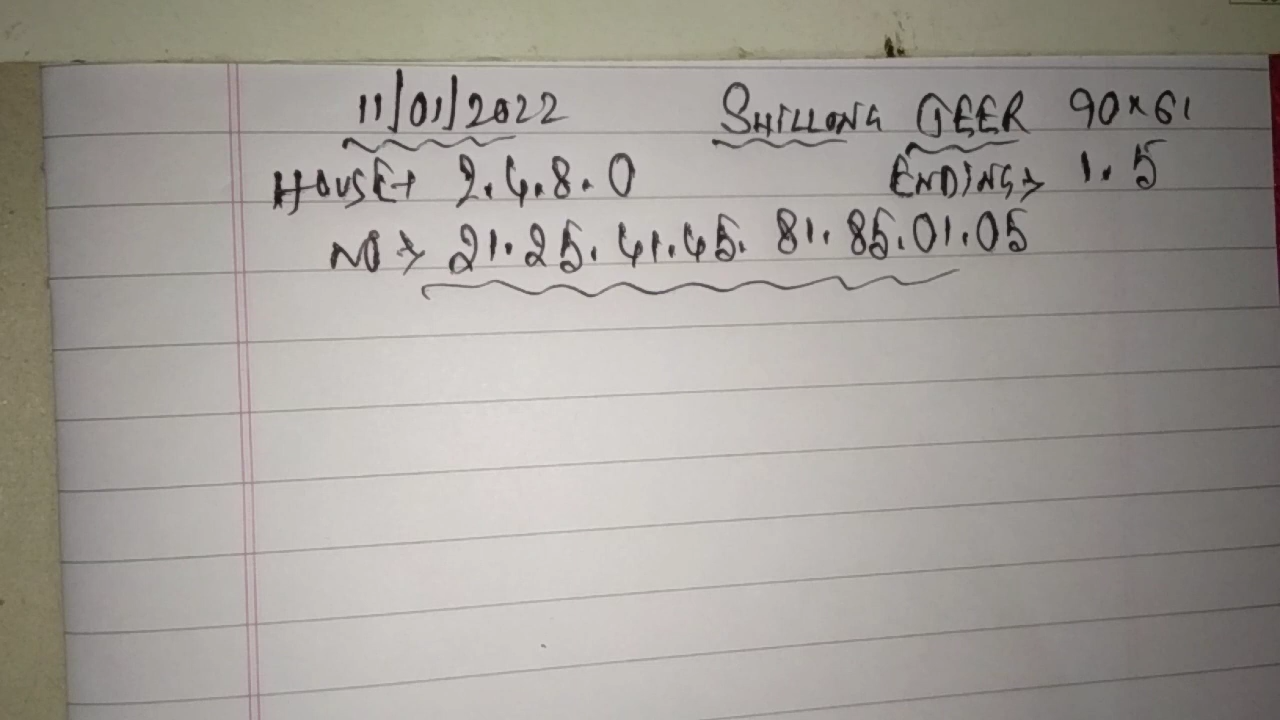 11/01/2022 SHILLONG TEER 90×61
HOUSE→ 2.4.8.0 ENDING→ 1.5
NO→ 21.25.41.45.81.85.01.05